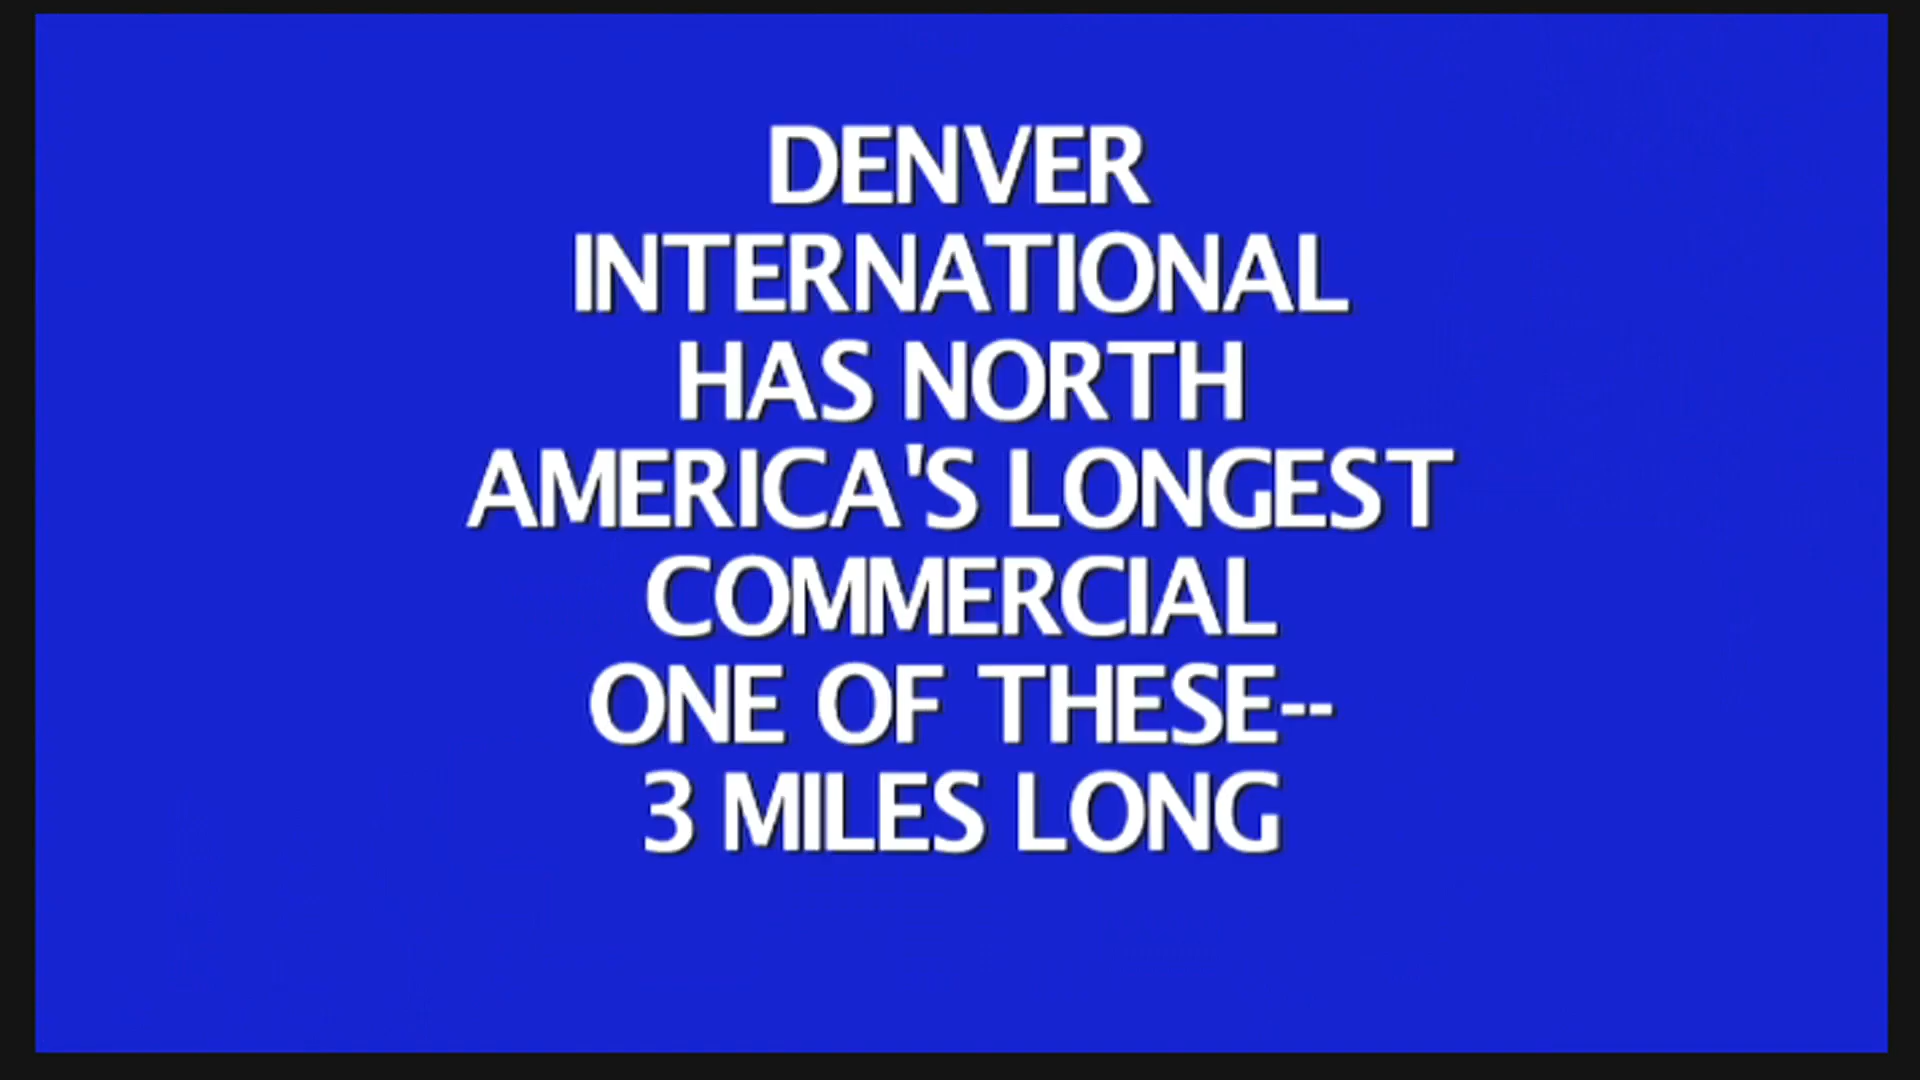 DENVER
INTERNATIONAL
HAS NORTH
AMERICA'S LONGEST
COMMERCIAL
ONE OF THESE--
3 MILES LONG